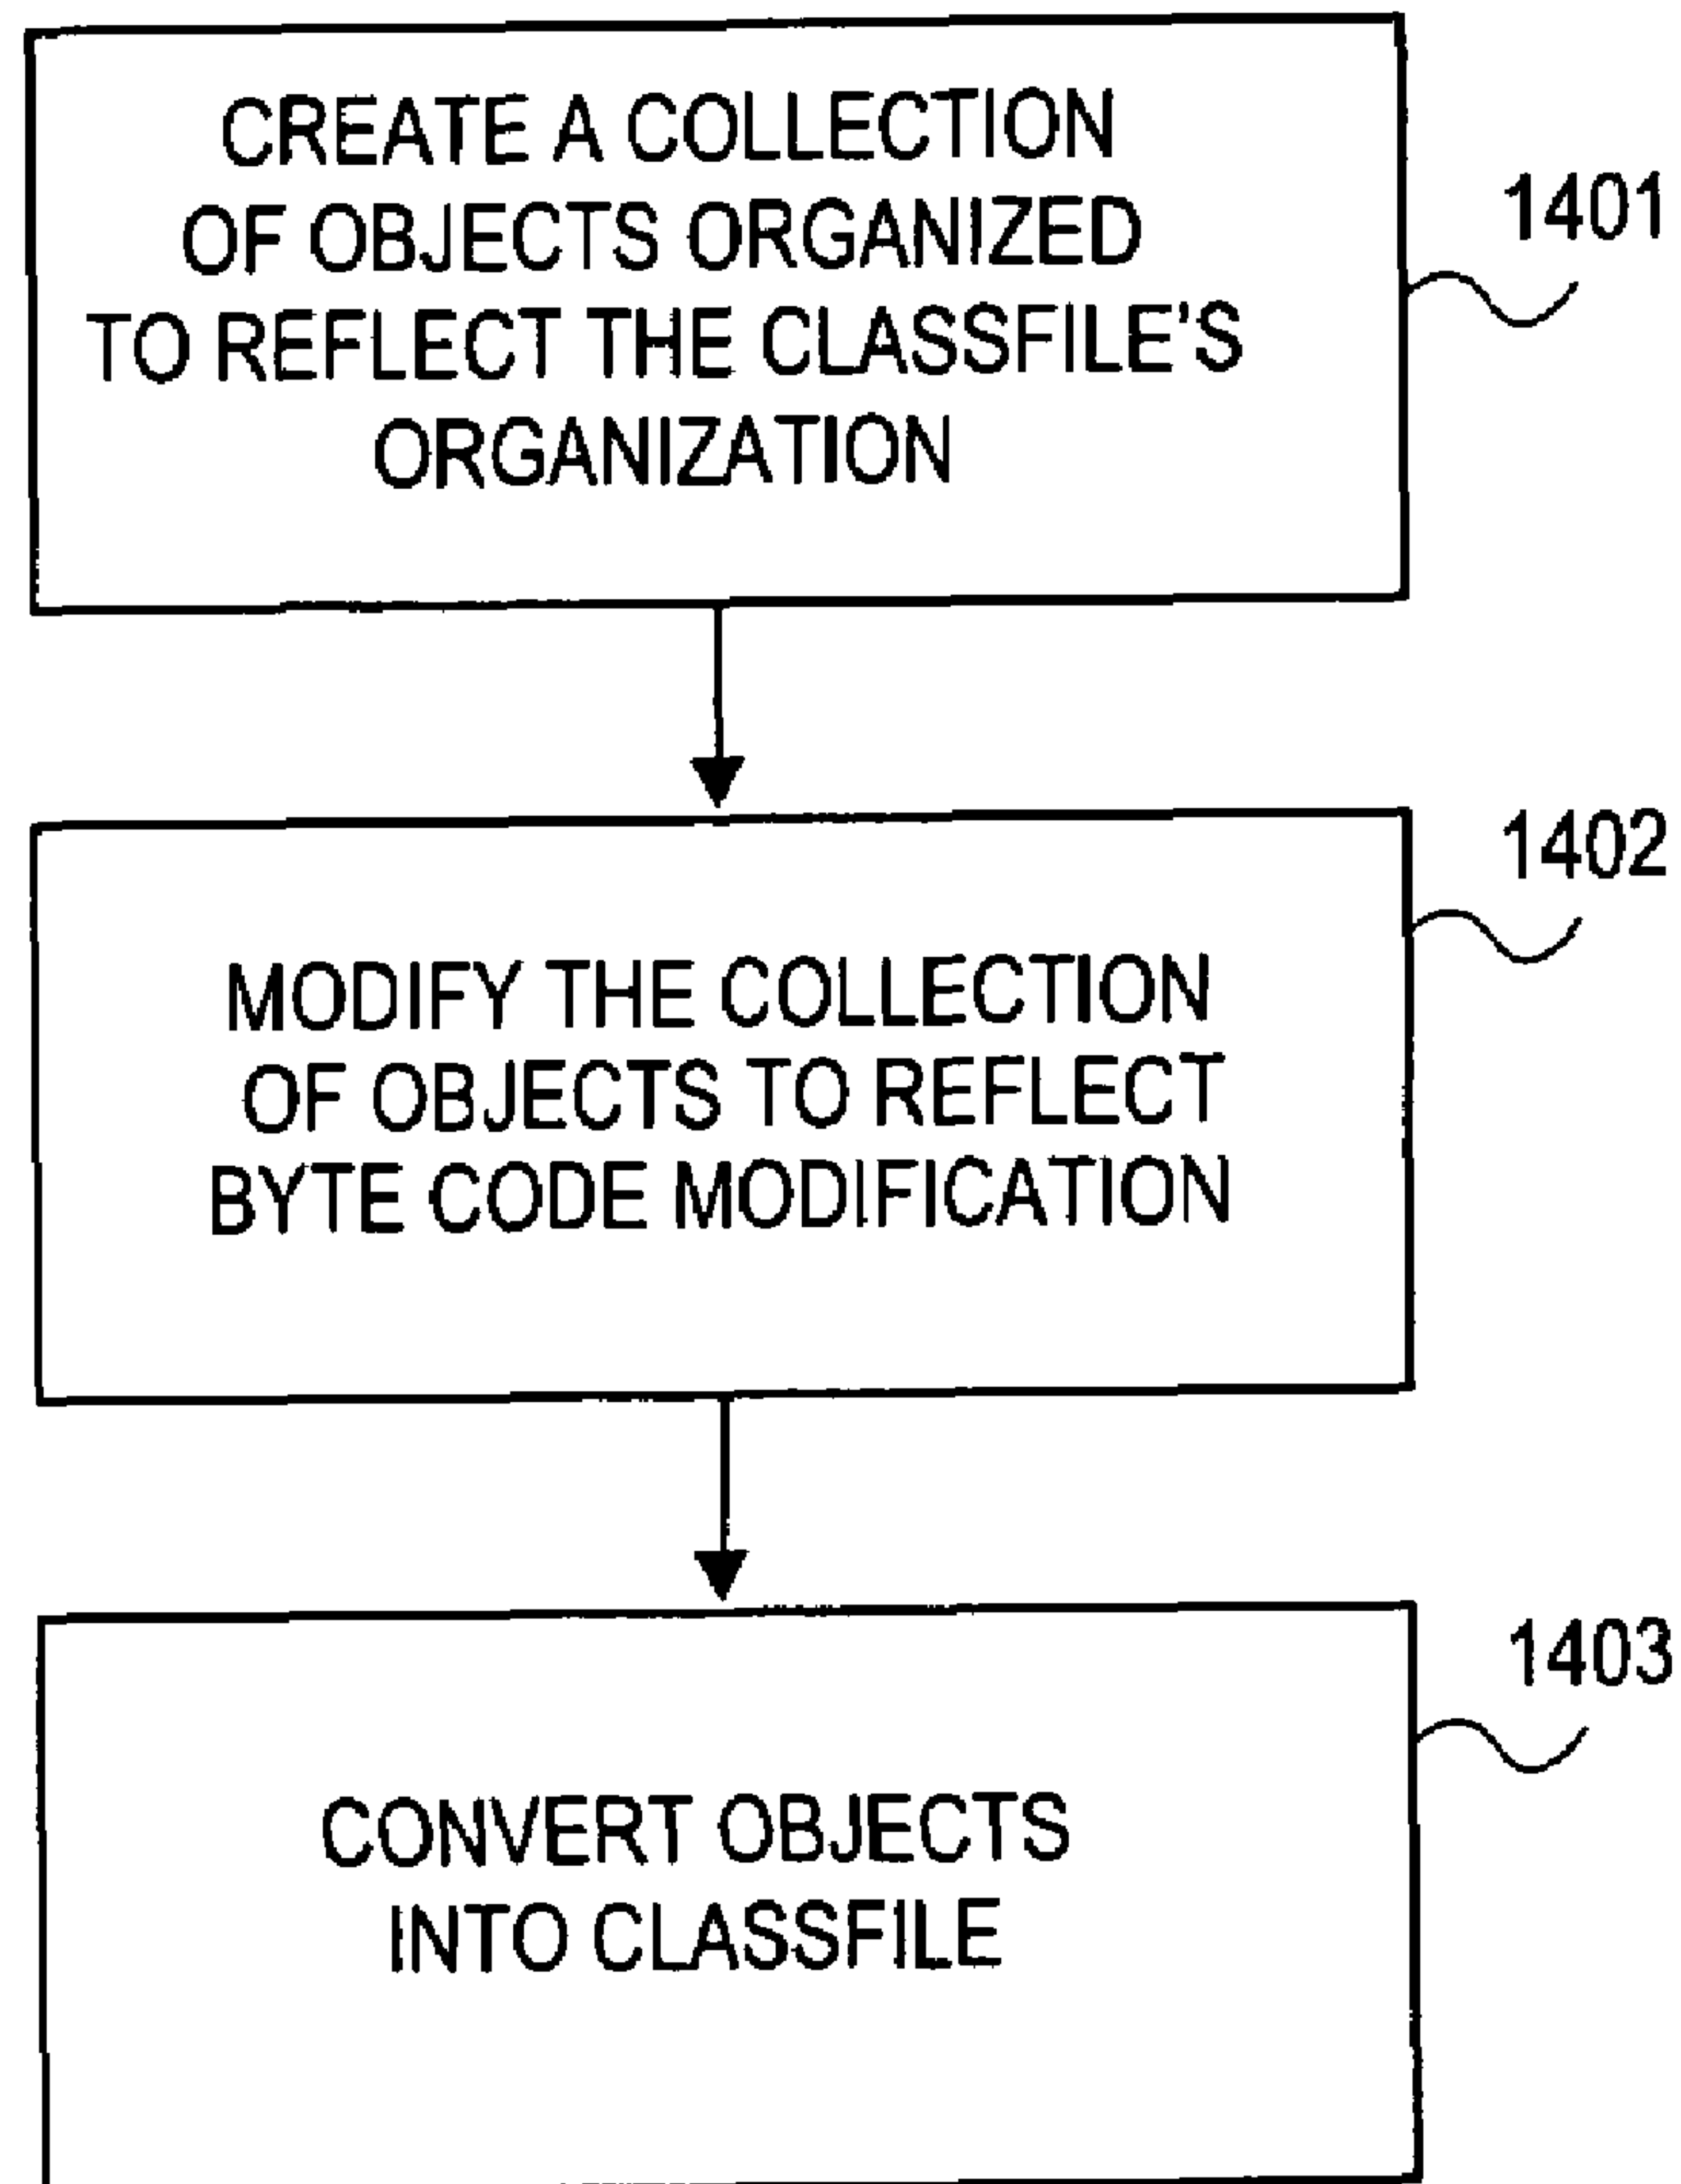 CREATE A COLLECTION
OF OBJECTS ORGANIZED
TO REFLECT THE CLASSFILE'S
ORGANIZATION
1401
MODIFY THE COLLECTION
OF OBJECTS TO REFLECT
BYTE CODE MODIFICATION
1402
CONVERT OBJECTS
INTO CLASSFILE
1403